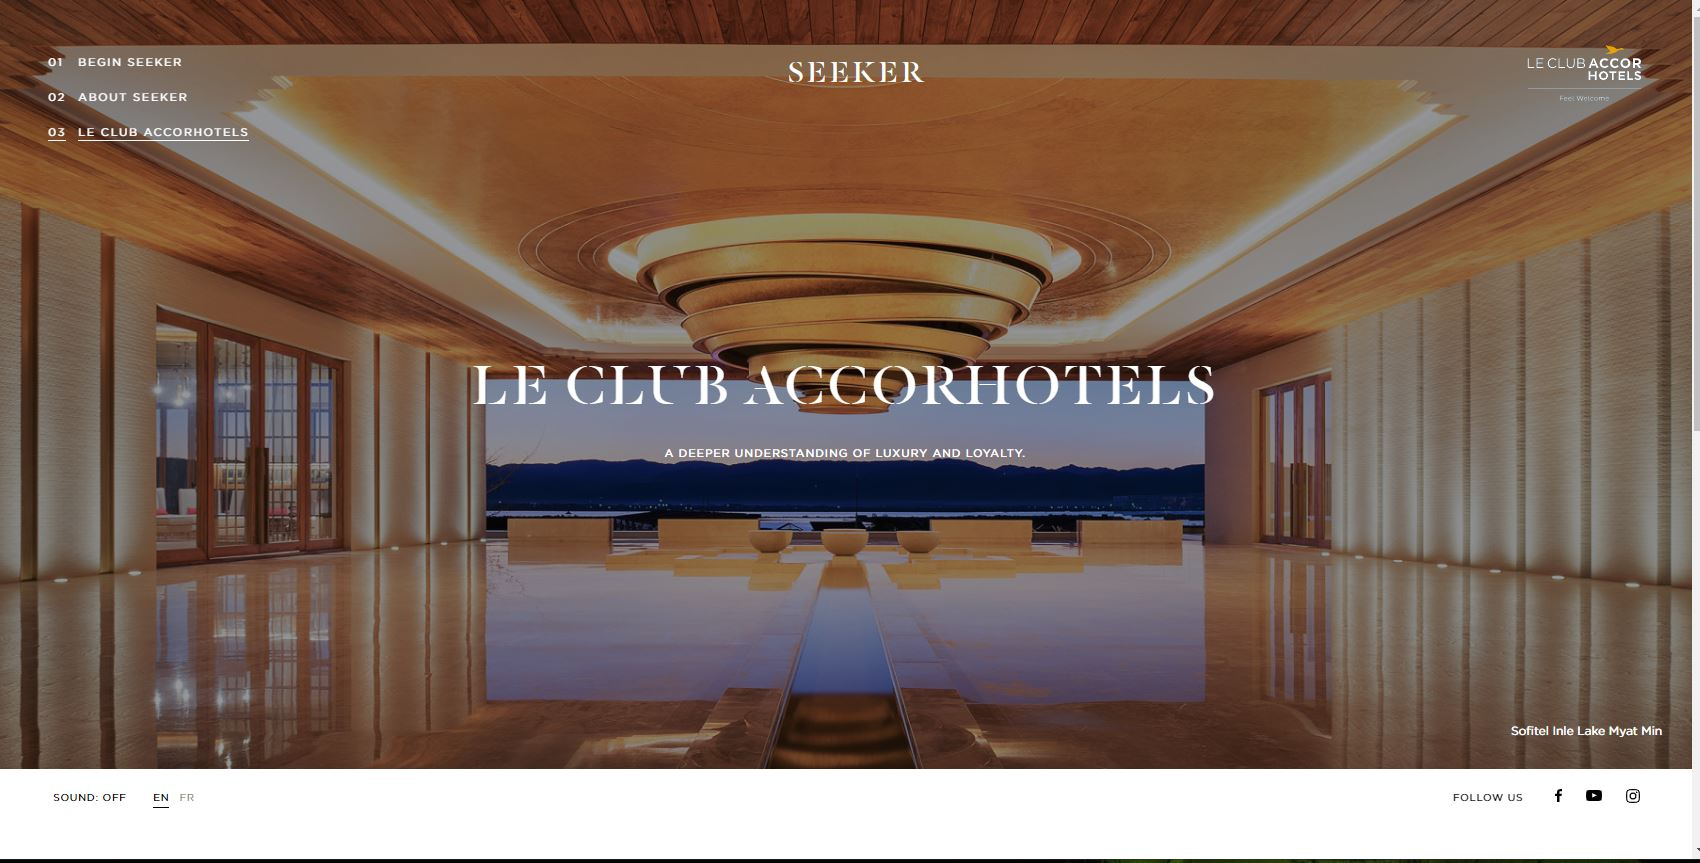 01 BEGIN SEEKER
02 ABOUT SEEKER
03 LE CLUB ACCORHOTELS
SEEKER
LE CLUB ACCOR
HOTELS
Feel Welcome
LE CLUB ACCORHOTELS
A DEEPER UNDERSTANDING OF LUXURY AND LOYALTY.
Sofitel Inle Lake Myat Min
SOUND: OFF EN FR
FOLLOW US